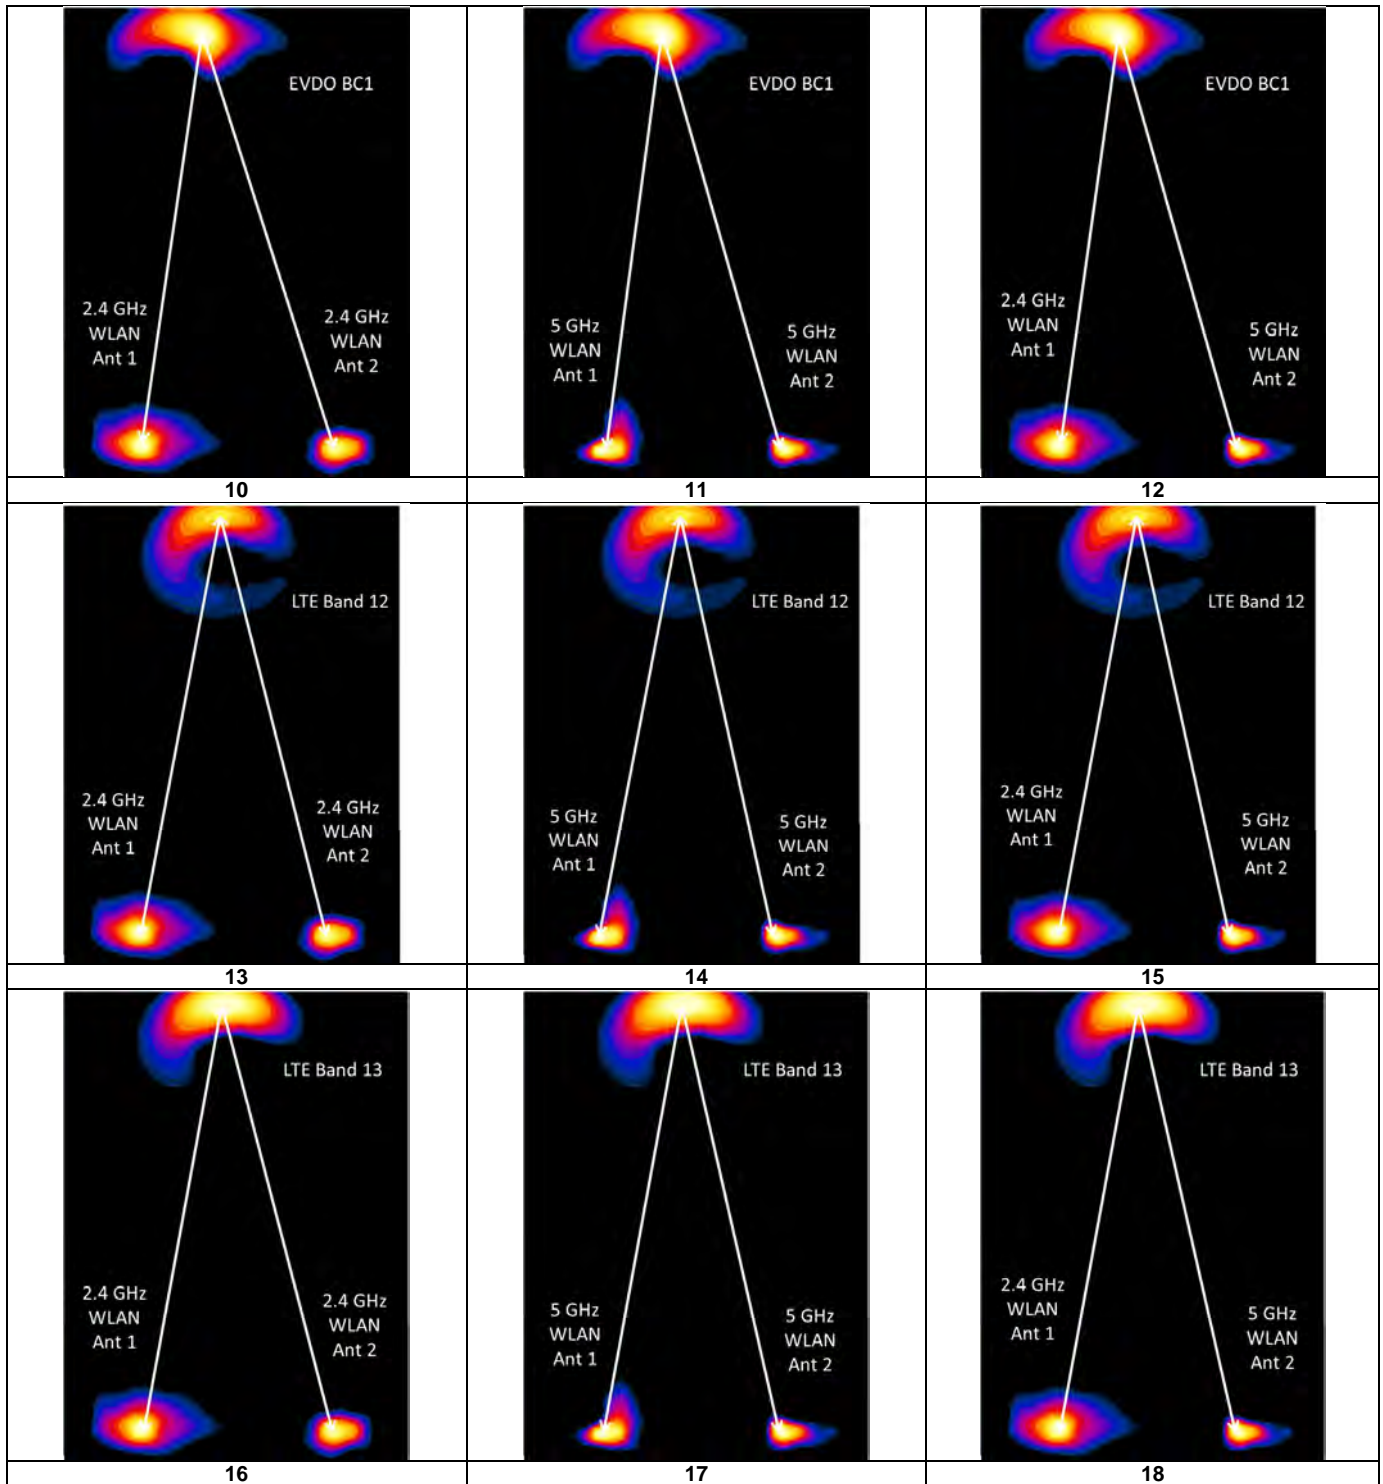 EVDO BC1
2.4 GHz
WLAN
Ant 1
2.4 GHz
WLAN
Ant 2
10
EVDO BC1
5 GHz
WLAN
Ant 1
5 GHz
WLAN
Ant 2
11
EVDO BC1
2.4 GHz
WLAN
Ant 1
5 GHz
WLAN
Ant 2
12
LTE Band 12
2.4 GHz
WLAN
Ant 1
2.4 GHz
WLAN
Ant 2
13
LTE Band 12
5 GHz
WLAN
Ant 1
5 GHz
WLAN
Ant 2
14
LTE Band 12
2.4 GHz
WLAN
Ant 1
5 GHz
WLAN
Ant 2
15
LTE Band 13
2.4 GHz
WLAN
Ant 1
2.4 GHz
WLAN
Ant 2
16
LTE Band 13
5 GHz
WLAN
Ant 1
5 GHz
WLAN
Ant 2
17
LTE Band 13
2.4 GHz
WLAN
Ant 1
5 GHz
WLAN
Ant 2
18